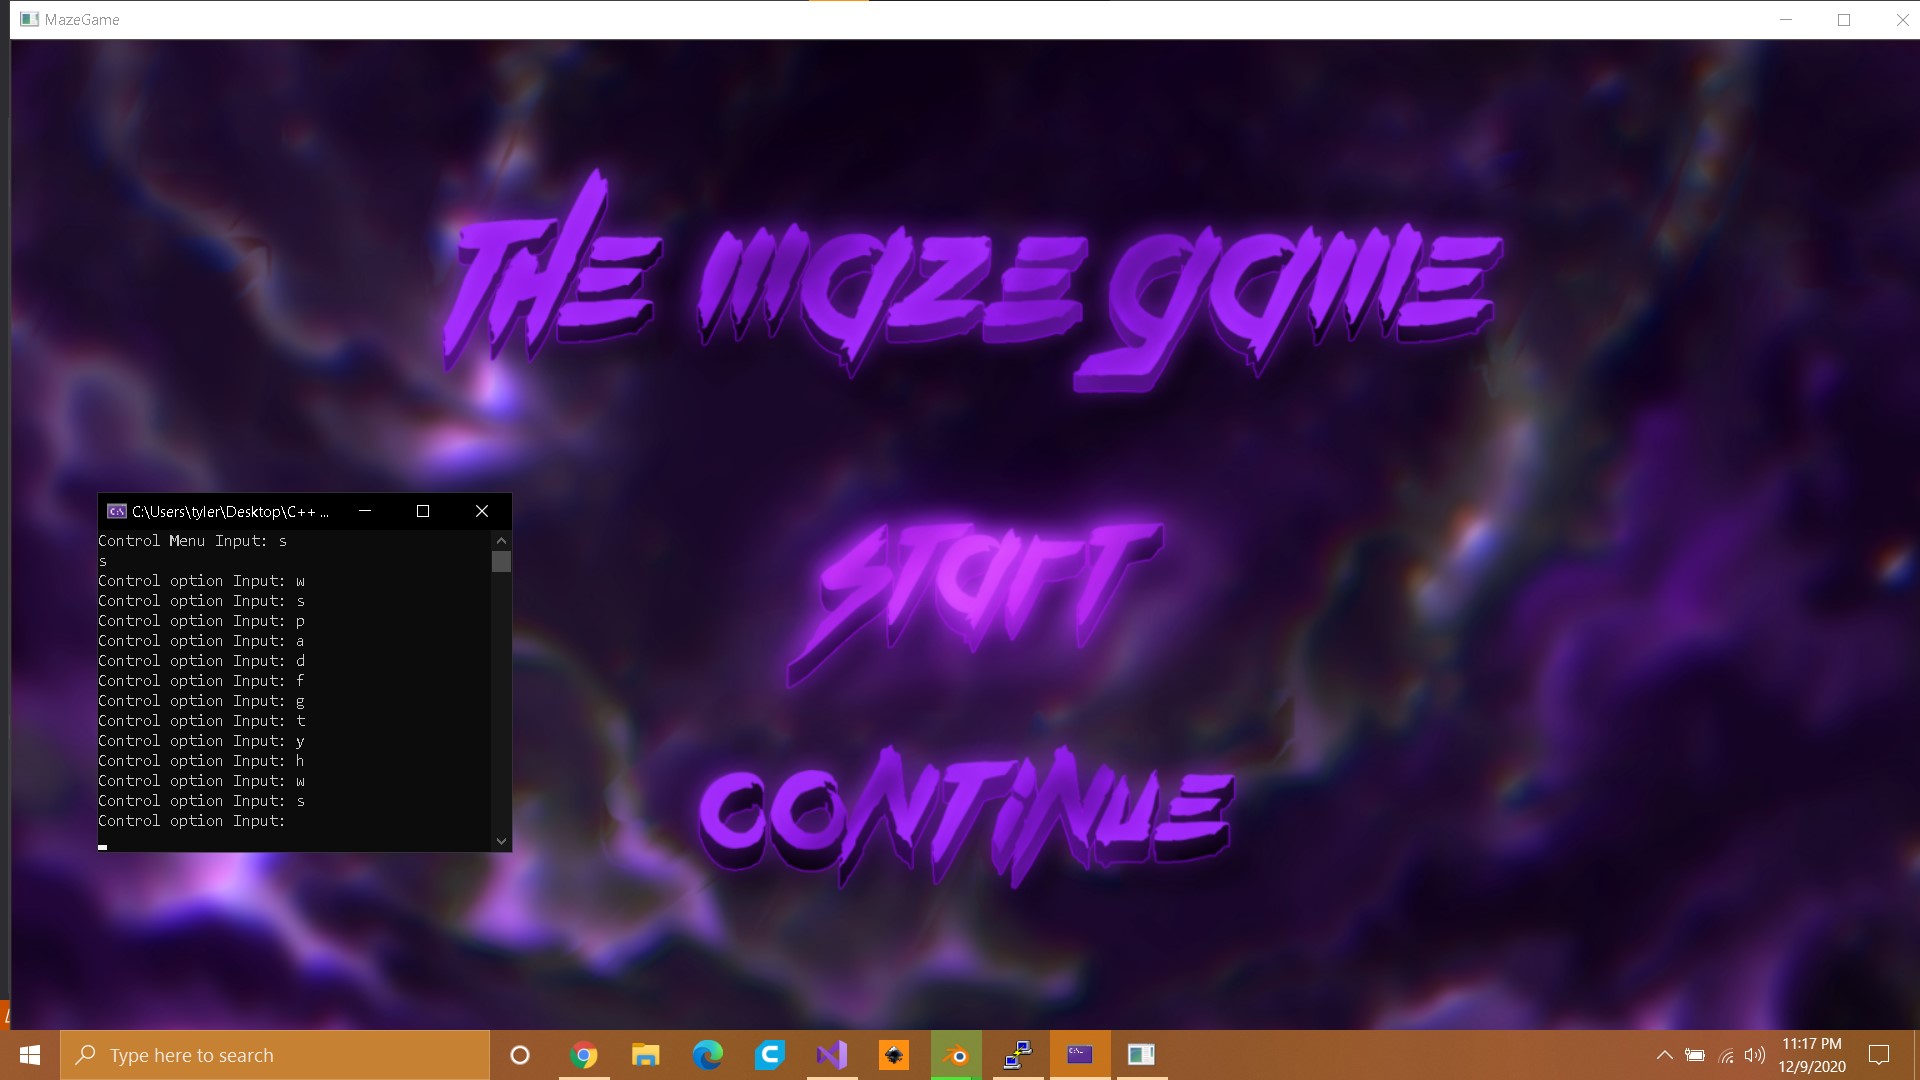 MazeGame
THE MAZE GAME
START
CONTINUE
C:\Users\tyler\Desktop\C++ ...
Control Menu Input: s
s
Control option Input: w
Control option Input: s
Control option Input: p
Control option Input: a
Control option Input: d
Control option Input: f
Control option Input: g
Control option Input: t
Control option Input: y
Control option Input: h
Control option Input: w
Control option Input: s
Control option Input:
Type here to search
11:17 PM
12/9/2020